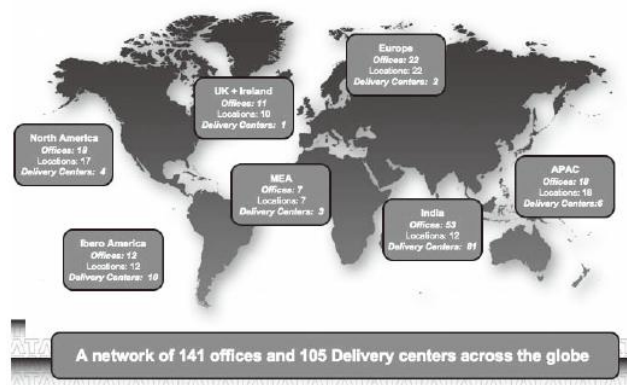 Europe
Offices: 22
Locations: 22
Delivery Centers:
UK + Ireland
Offices: 11
Locations: 10
Delivery Centers: 1
North America
Offices: 18
Locations: 17
Delivery Centers: 4
MEA
Offices: 7
Locations: 7
Delivery Centers: 3
APAC
Offices: 18
Locations:
Delivery Centers:6
India
Offices: 53
Locations: 12
Delivery Centers: 81
Ibero America
Offices: 12
Locations: 12
Delivery Centers: 10
A network of 141 offices and 105 Delivery centers across the globe